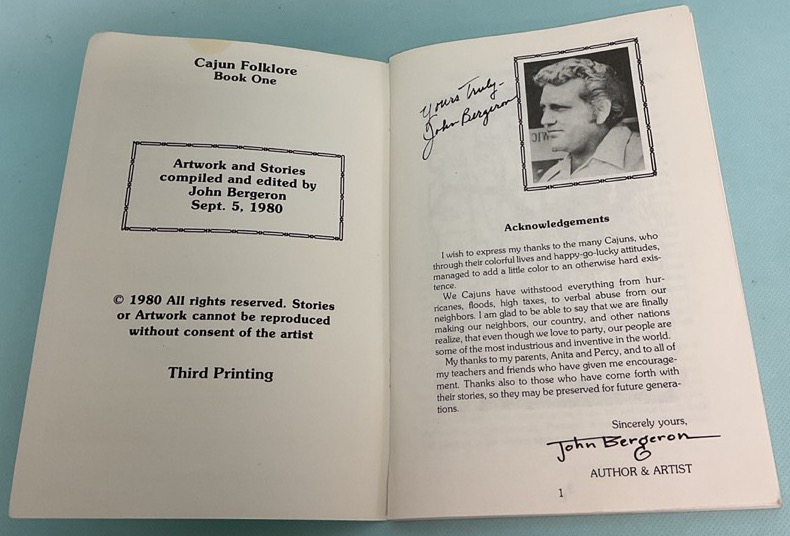 Cajun Folklore
Book One
Artwork and Stories
compiled and edited by
John Bergeron
Sept. 5, 1980
© 1980 All rights reserved. Stories
or Artwork cannot be reproduced
without consent of the artist
Third Printing
Yours Truly-
John Bergeron
Acknowledgements
I wish to express my thanks to the many Cajuns, who
through their colorful lives and happy-go-lucky attitudes,
managed to add a little color to an otherwise hard exis-
tence.
We Cajuns have withstood everything from hur-
ricanes, floods, high taxes, to verbal abuse from our
neighbors. I am glad to be able to say that we are finally
making our neighbors, our country, and other nations
realize, that even though we love to party, our people are
some of the most industrious and inventive in the world.
My thanks to my parents, Anita and Percy, and to all of
my teachers and friends who have given me encourage-
ment. Thanks also to those who have come forth with
their stories, so they may be preserved for future genera-
tions.
Sincerely yours,
John Bergeron
AUTHOR & ARTIST
1